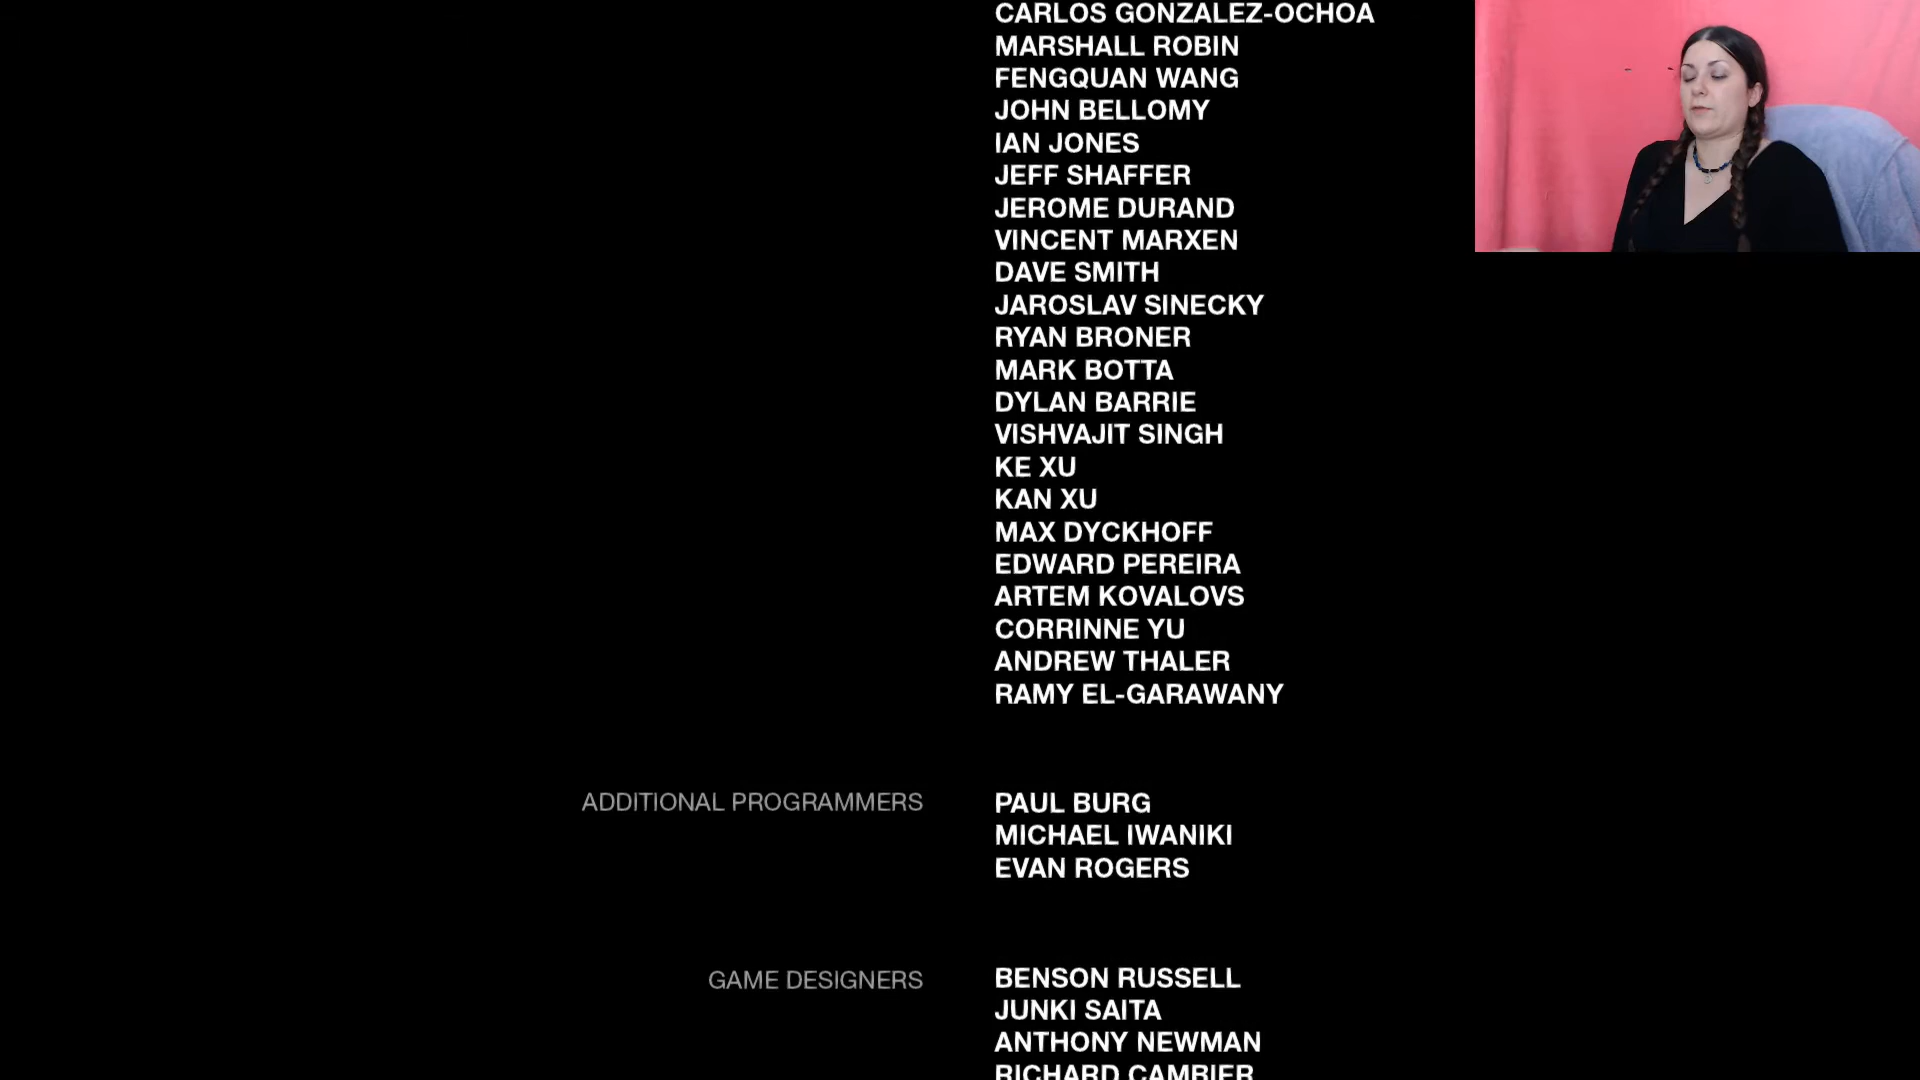 CARLOS GONZALEZ-OCHOA
MARSHALL ROBIN
FENGQUAN WANG
JOHN BELLOMY
IAN JONES
JEFF SHAFFER
JEROME DURAND
VINCENT MARXEN
DAVE SMITH
JAROSLAV SINECKY
RYAN BRONER
MARK BOTTA
DYLAN BARRIE
VISHVAJIT SINGH
KE XU
KAN XU
MAX DYCKHOFF
EDWARD PEREIRA
ARTEM KOVALOVS
CORRINNE YU
ANDREW THALER
RAMY EL-GARAWANY
ADDITIONAL PROGRAMMERS PAUL BURG
MICHAEL IWANIKI
EVAN ROGERS
GAME DESIGNERS BENSON RUSSELL
JUNKI SAITA
ANTHONY NEWMAN
RICHARD CAMBIER